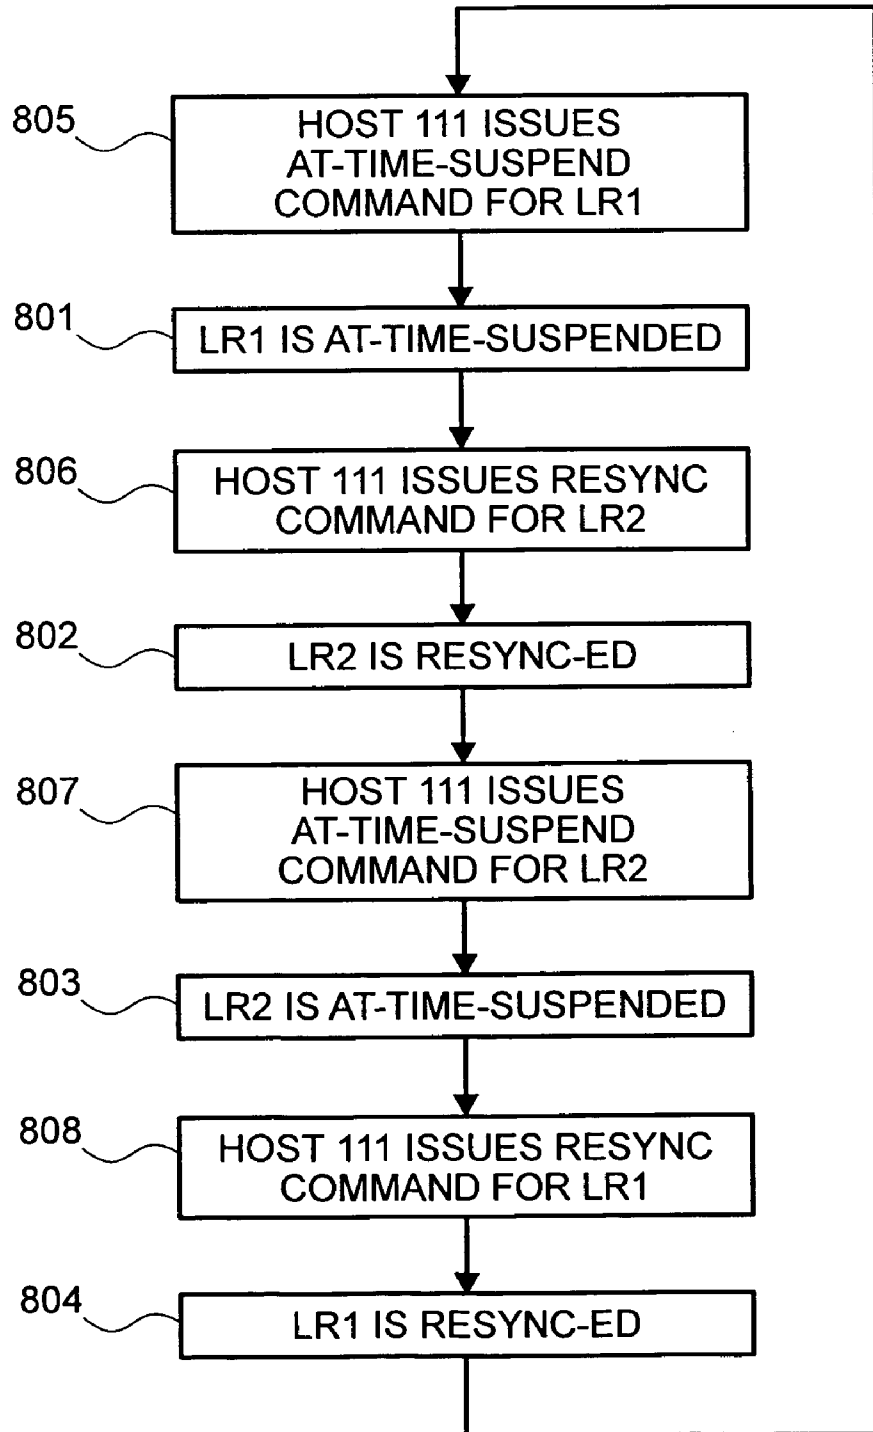 805
HOST 111 ISSUES
AT-TIME-SUSPEND
COMMAND FOR LR1
801
LR1 IS AT-TIME-SUSPENDED
806
HOST 111 ISSUES RESYNC
COMMAND FOR LR2
802
LR2 IS RESYNC-ED
807
HOST 111 ISSUES
AT-TIME-SUSPEND
COMMAND FOR LR2
803
LR2 IS AT-TIME-SUSPENDED
808
HOST 111 ISSUES RESYNC
COMMAND FOR LR1
804
LR1 IS RESYNC-ED